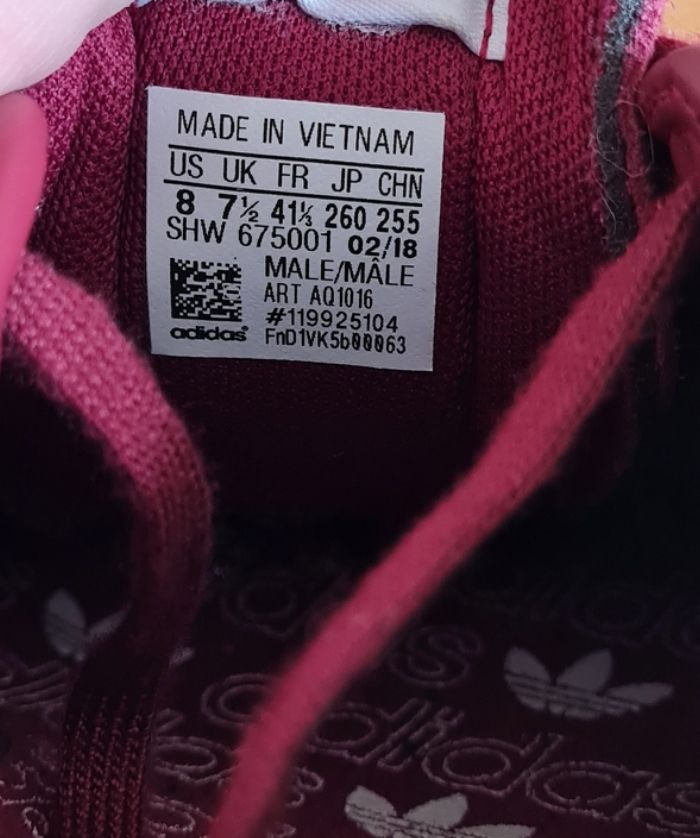 MADE IN VIETNAM
US UK FR JP CHN
8 7½ 41⅓ 260 255
SHW 675001 02/18
MALE/MÂLE
ART AQ1016
#119925104
adidas® FnD1VK5b00063
adidas